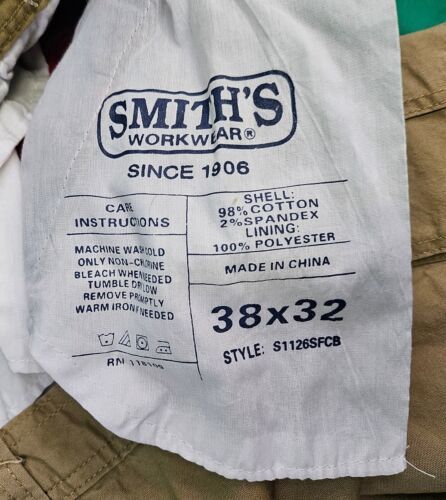 SMITH'S
WORKWEAR®
SINCE 1906
CARE
INSTRUCTIONS
MACHINE WASH COLD
ONLY NON-CHLORINE
BLEACH WHEN NEEDED
TUMBLE DRY LOW
REMOVE PROMPTLY
WARM IRON IF NEEDED
RN
SHELL:
98% COTTON
2% SPANDEX
LINING:
100% POLYESTER
MADE IN CHINA
38x32
STYLE: S1126SFCB